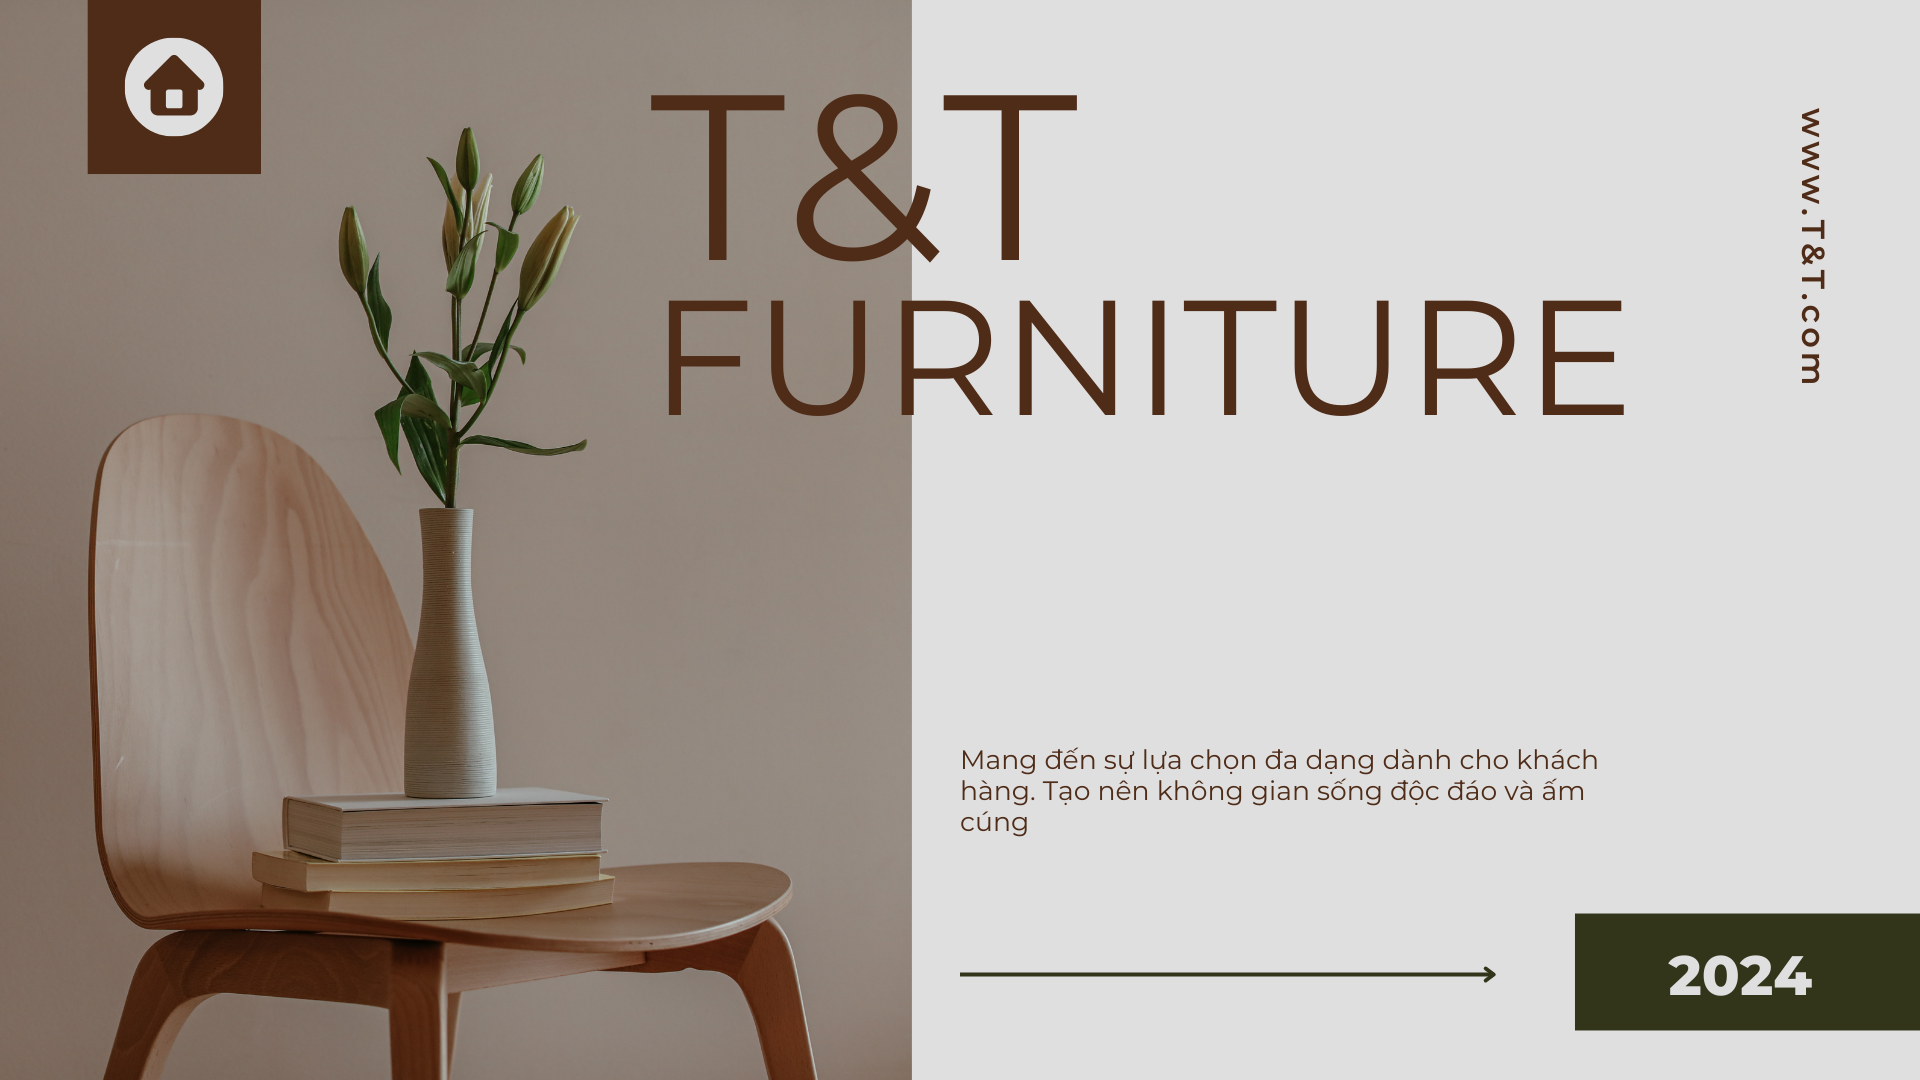 T&T
FURNITURE
www.T&T.com
Mang đến sự lựa chọn đa dạng dành cho khách
hàng. Tạo nên không gian sống độc đáo và ấm
cúng
2024